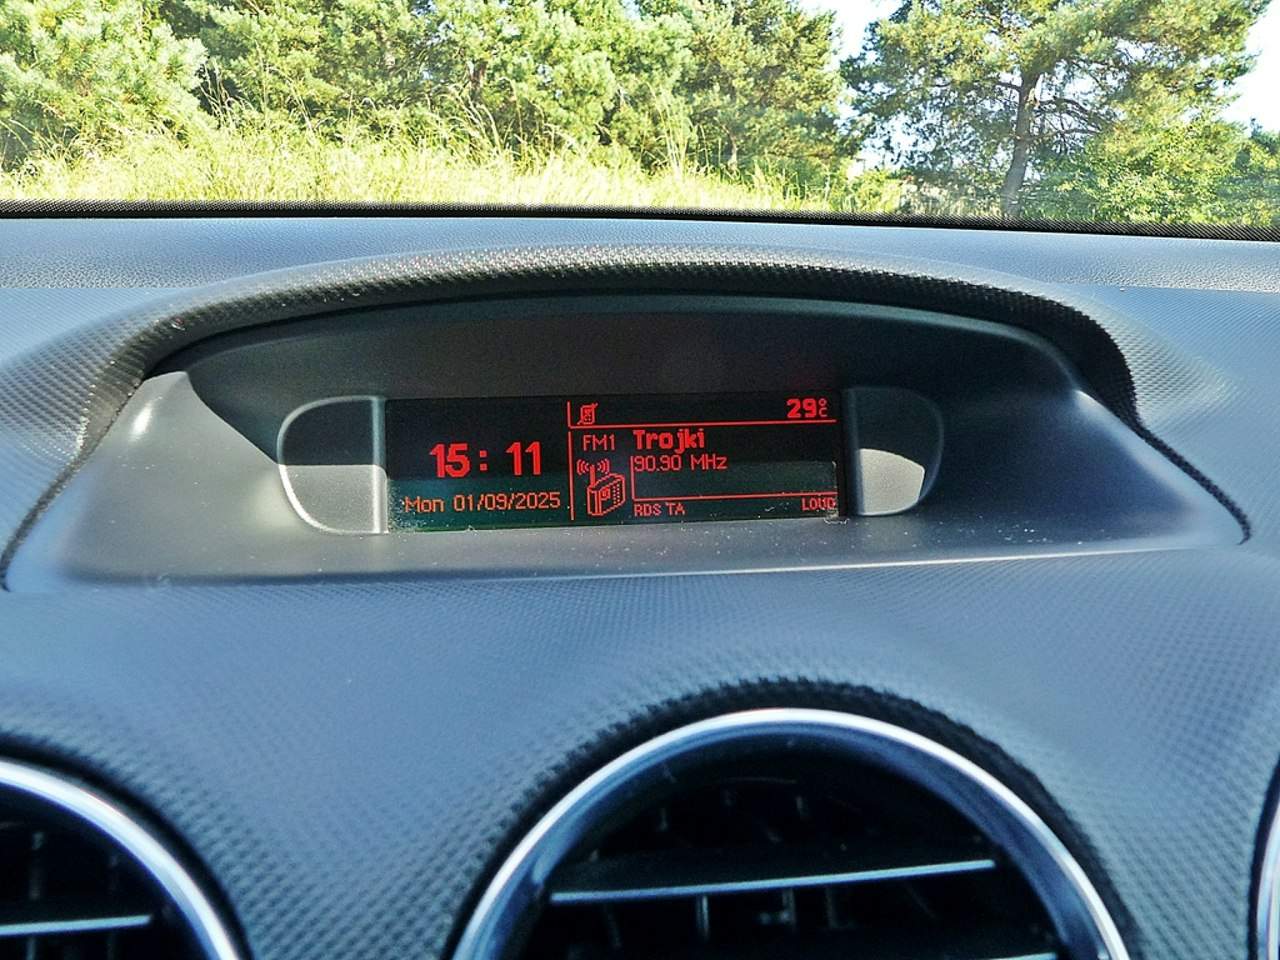 15:11
Mon 01/09/2025
29°C
FM1 Trojki
90.90 MHz
RDS TA LOUD